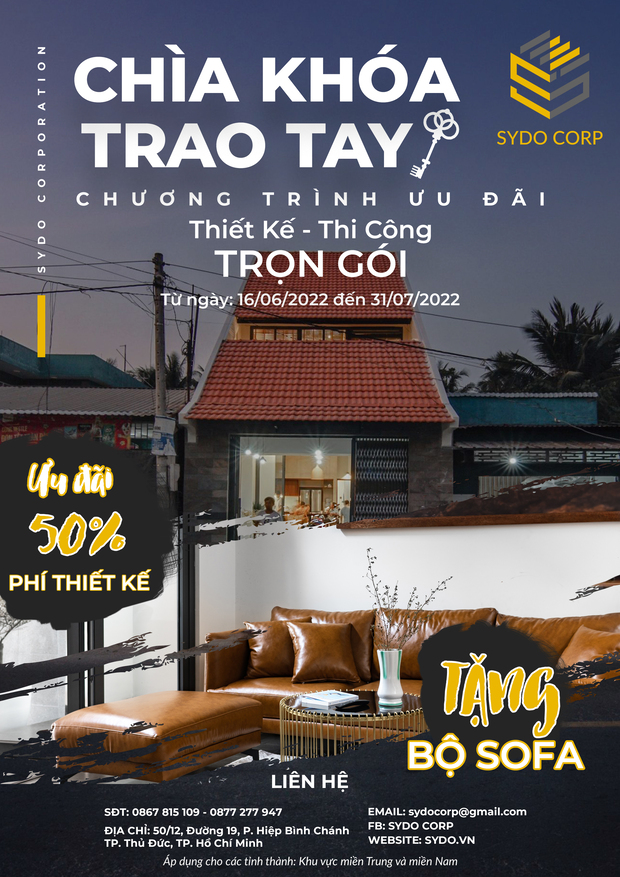 SYDO CORPORATION
CHÌA KHÓA
TRAO TAY
SYDO CORP
CHƯƠNG TRÌNH ƯU ĐÃI
Thiết Kế - Thi Công
TRỌN GÓI
Từ ngày: 16/06/2022 đến 31/07/2022
Ưu đãi
50%
PHÍ THIẾT KẾ
TẶNG
BỘ SOFA
LIÊN HỆ
SĐT: 0867 815 109 - 0877 277 947
ĐỊA CHỈ: 50/12, Đường 19, P. Hiệp Bình Chánh
TP. Thủ Đức, TP. Hồ Chí Minh
EMAIL: sydocorp@gmail.com
FB: SYDO CORP
WEBSITE: SYDO.VN
Áp dụng cho các tỉnh thành: Khu vực miền Trung và miền Nam